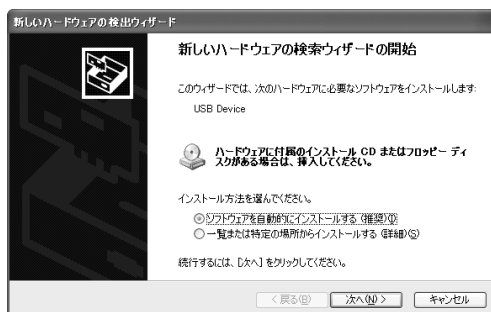 新しいハードウェアの検出ウィザード
新しいハードウェアの検索ウィザードの開始
このウィザードでは、次のハードウェアに必要なソフトウェアをインストールします:
USB Device
ハードウェアに付属のインストール CD またはフロッピー ディ
スクがある場合は、挿入してください。
インストール方法を選んでください。
ソフトウェアを自動的にインストールする (推奨)(I)
一覧または特定の場所からインストールする (詳細)(S)
続行するには、[次へ] をクリックしてください。
< 戻る(B) 次へ(N) > キャンセル